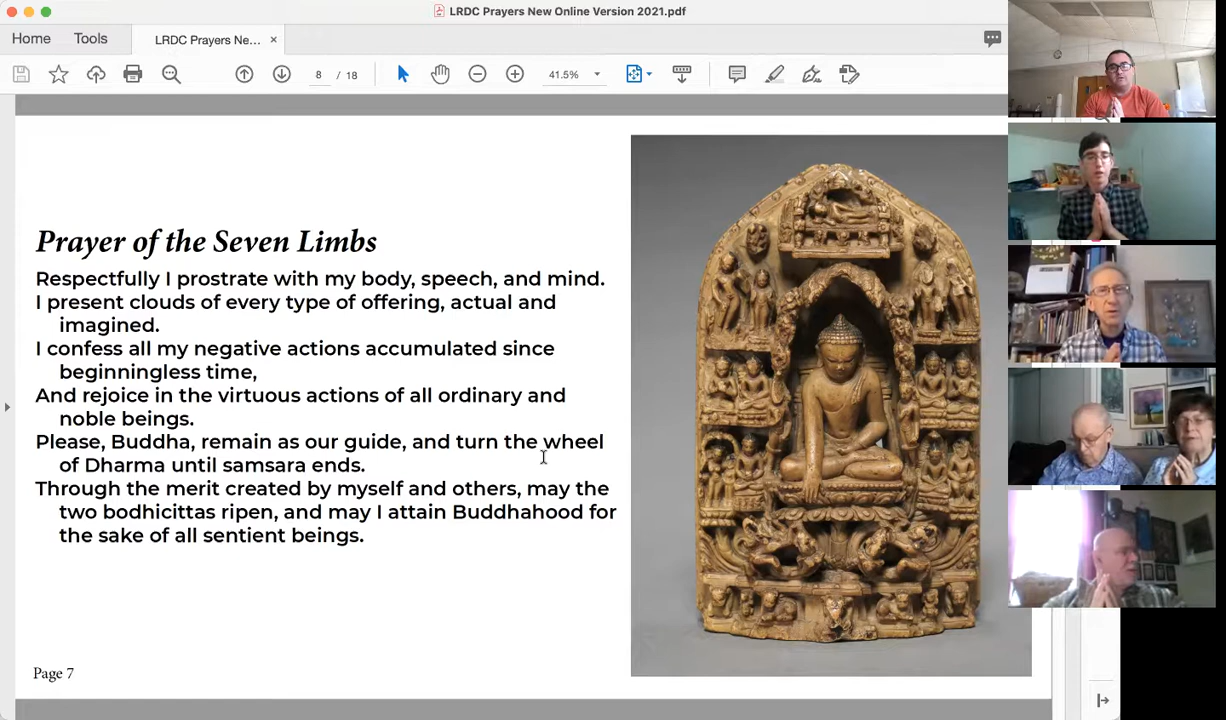 LRDC Prayers New Online Version 2021.pdf
Home
Tools
LRDC Prayers Ne...
8 / 18
41.5%
Prayer of the Seven Limbs
Respectfully I prostrate with my body, speech, and mind.
I present clouds of every type of offering, actual and
imagined.
I confess all my negative actions accumulated since
beginningless time,
And rejoice in the virtuous actions of all ordinary and
noble beings.
Please, Buddha, remain as our guide, and turn the wheel
of Dharma until samsara ends.
Through the merit created by myself and others, may the
two bodhicittas ripen, and may I attain Buddhahood for
the sake of all sentient beings.
Page 7